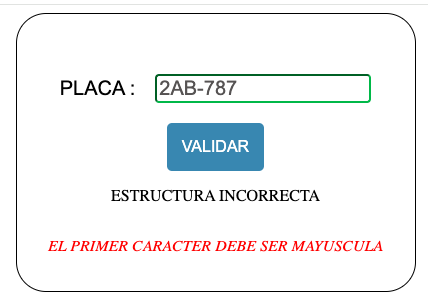 PLACA : 2AB-787
VALIDAR
ESTRUCTURA INCORRECTA
EL PRIMER CARACTER DEBE SER MAYUSCULA